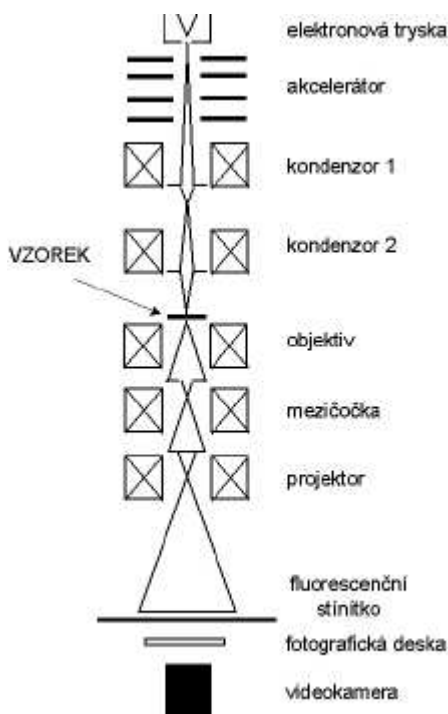 elektronová tryska
akcelerátor
kondenzor 1
kondenzor 2
VZOREK
objektiv
mezičočka
projektor
fluorescenční
stínítko
fotografická deska
videokamera